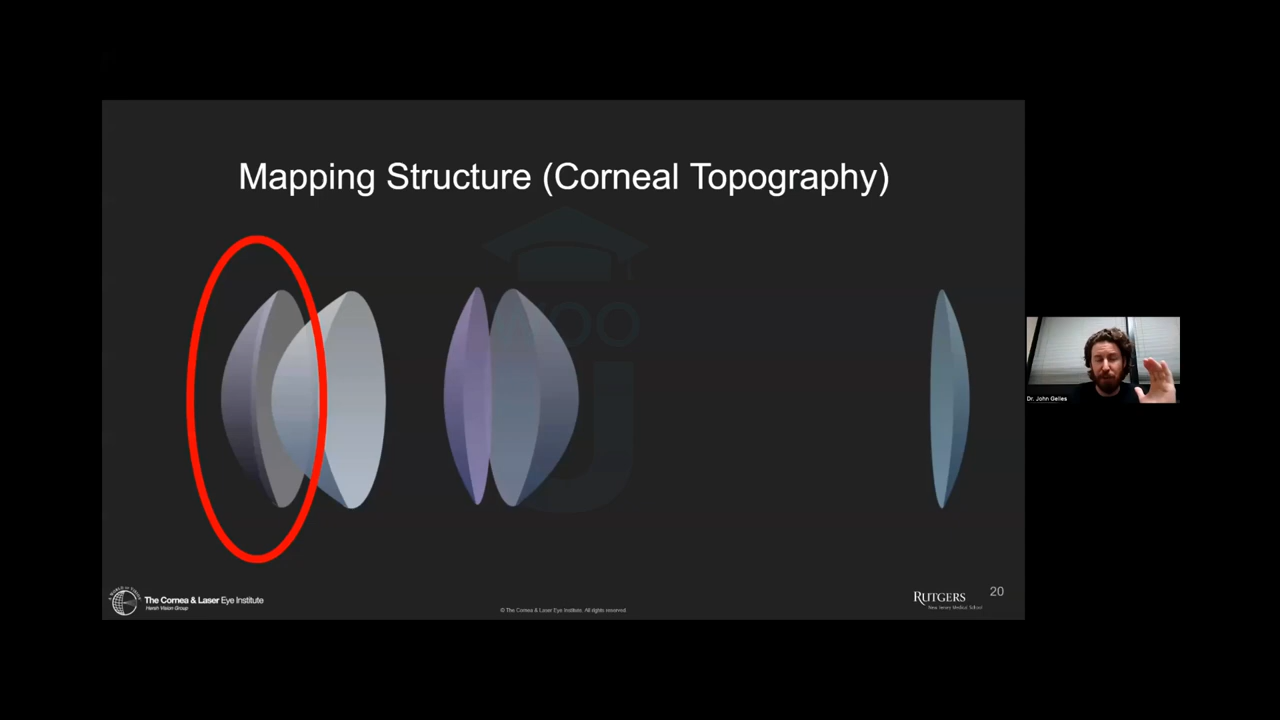 Mapping Structure (Corneal Topography)
Dr. John Gelles
The Cornea & Laser Eye Institute
Hersh Vision Group
© The Cornea & Laser Eye Institute. All rights reserved
RUTGERS
New Jersey Medical School
20